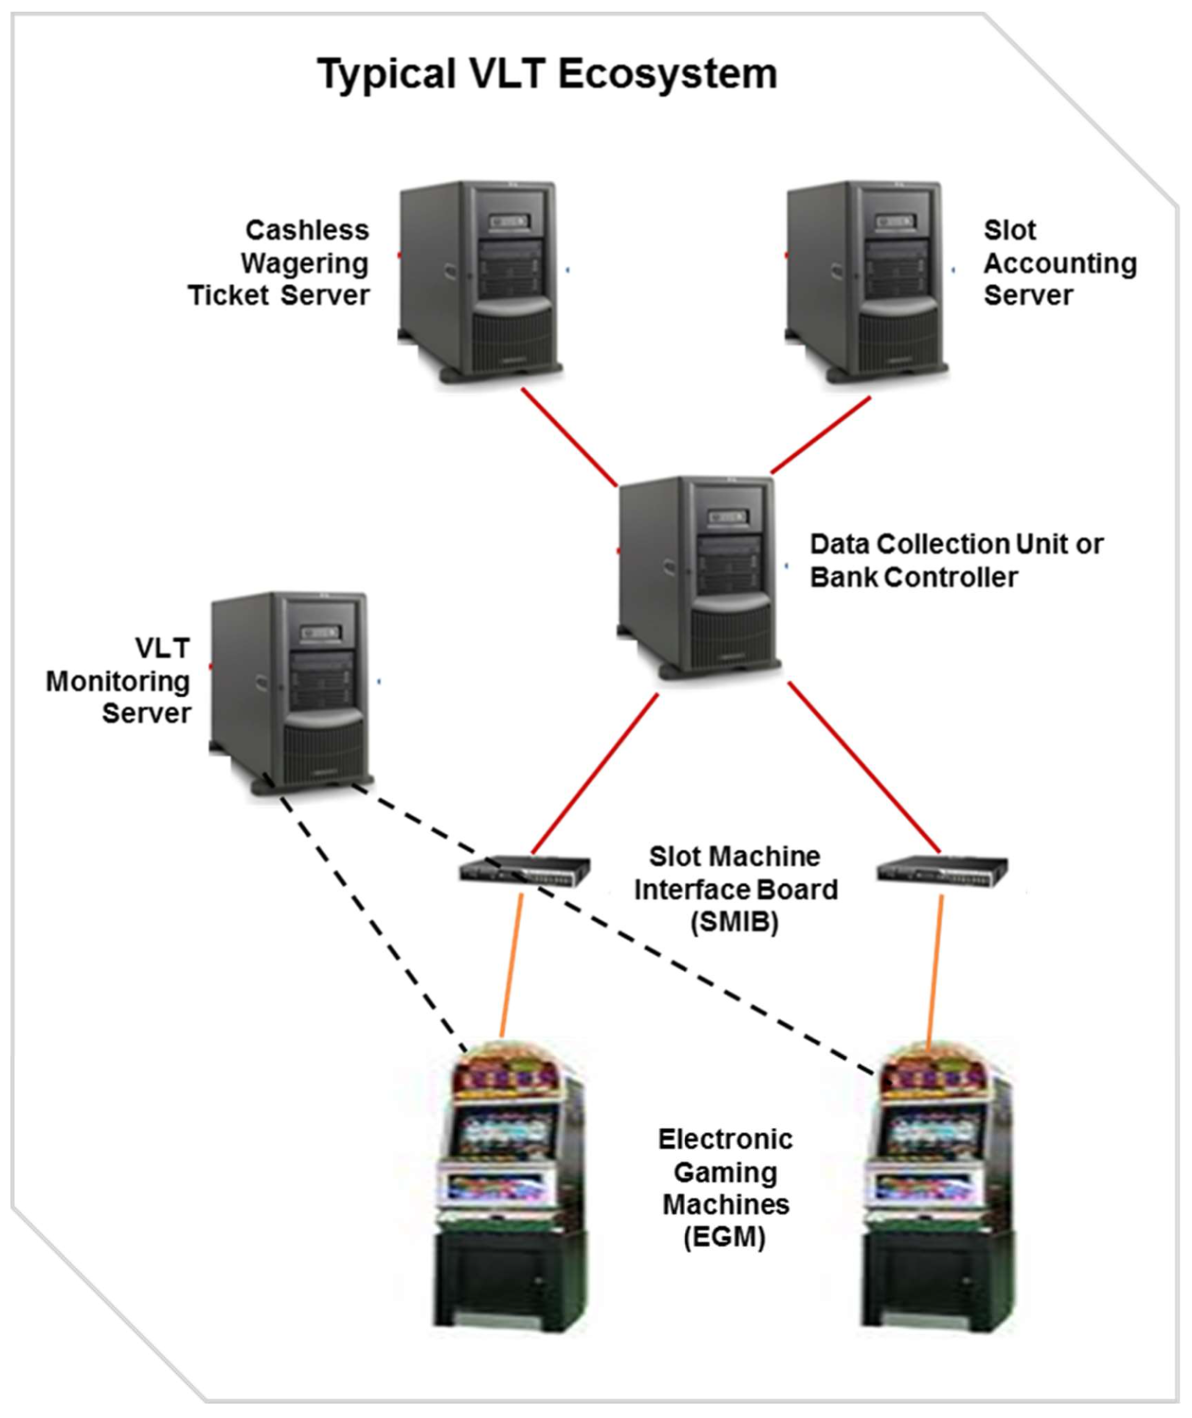 Typical VLT Ecosystem
Cashless
Wagering
Ticket Server
Slot
Accounting
Server
Data Collection Unit or
Bank Controller
VLT
Monitoring
Server
Slot Machine
Interface Board
(SMIB)
Electronic
Gaming
Machines
(EGM)